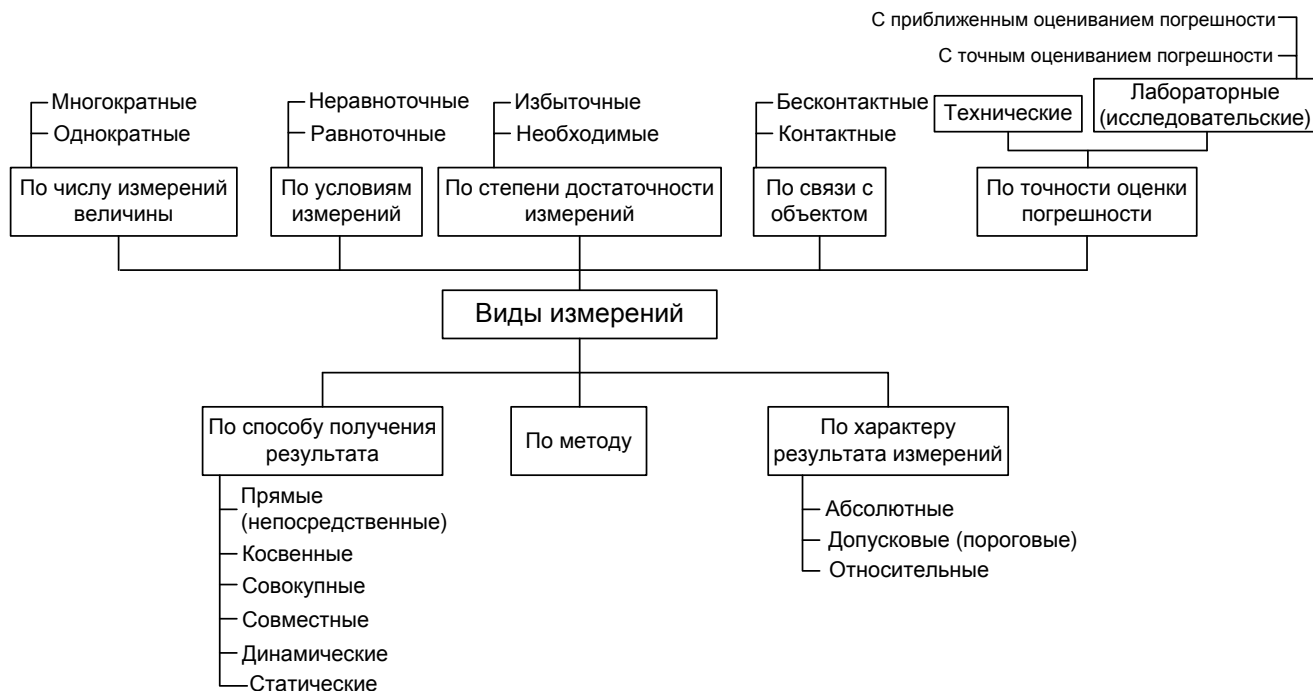 С приближенным оцениванием погрешности
С точным оцениванием погрешности
Многократные
Однократные
По числу измерений
величины
Неравноточные
Равноточные
По условиям
измерений
Избыточные
Необходимые
По степени достаточности
измерений
Бесконтактные
Контактные
По связи с
объектом
Технические
Лабораторные
(исследовательские)
По точности оценки
погрешности
Виды измерений
По способу получения
результата
Прямые
(непосредственные)
Косвенные
Совокупные
Совместные
Динамические
Статические
По методу
По характеру
результата измерений
Абсолютные
Допусковые (пороговые)
Относительные